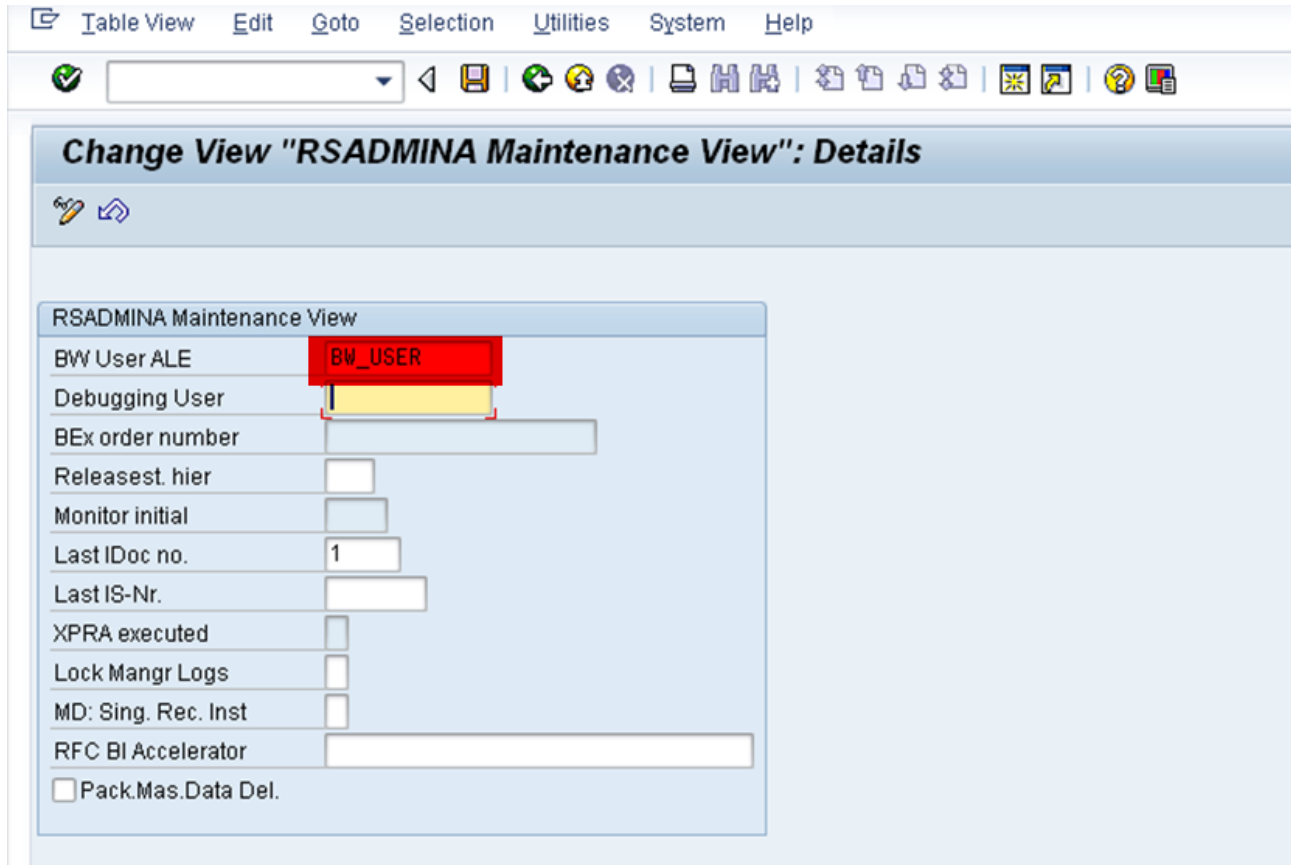 Table View Edit Goto Selection Utilities System Help
Change View "RSADMINA Maintenance View": Details
RSADMINA Maintenance View
BW User ALE BW_USER
Debugging User
BEx order number
Releasest. hier
Monitor initial
Last IDoc no. 1
Last IS-Nr.
XPRA executed
Lock Mangr Logs
MD: Sing. Rec. Inst
RFC BI Accelerator
Pack.Mas.Data Del.